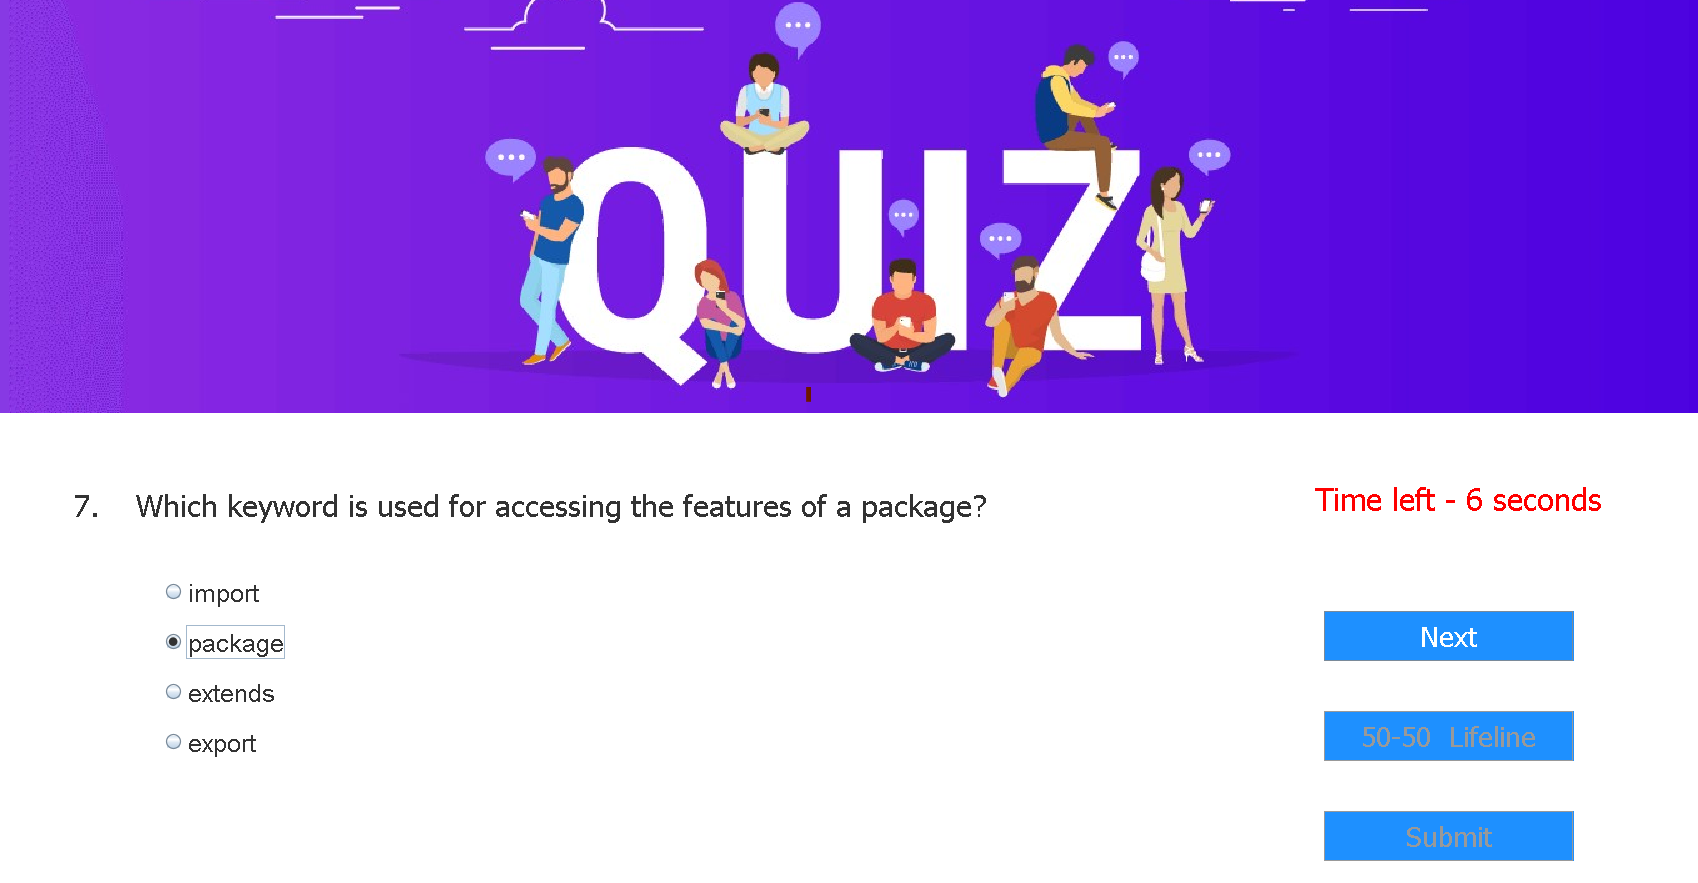 QUIZ
7. Which keyword is used for accessing the features of a package?
Time left - 6 seconds
import
package
extends
export
Next
50-50 Lifeline
Submit